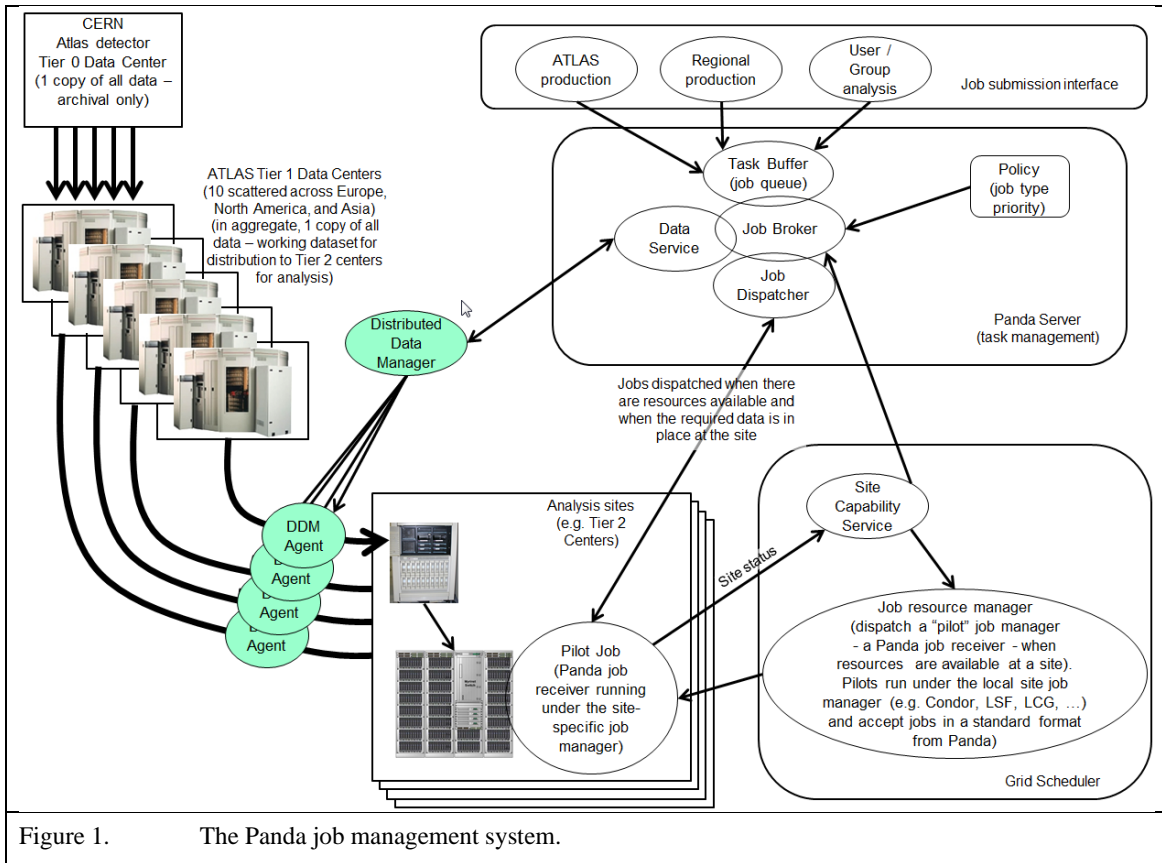 CERN
Atlas detector
Tier 0 Data Center
(1 copy of all data –
archival only)
ATLAS
production
Regional
production
User /
Group
analysis
Job submission interface
ATLAS Tier 1 Data Centers
(10 scattered across Europe,
North America, and Asia)
(in aggregate, 1 copy of all
data – working dataset for
distribution to Tier 2 centers
for analysis)
Task Buffer
(job queue)
Policy
(job type
priority)
Data
Service
Job Broker
Job
Dispatcher
Panda Server
(task management)
Distributed
Data
Manager
Jobs dispatched when there
are resources available and
when the required data is in
place at the site
DDM
Agent
Agent
Agent
Agent
Analysis sites
(e.g. Tier 2
Centers)
Site
Capability
Service
Site status
Pilot Job
(Panda job
receiver running
under the site-
specific job
manager)
Job resource manager
(dispatch a “pilot” job manager
- a Panda job receiver - when
resources are available at a site).
Pilots run under the local site job
manager (e.g. Condor, LSF, LCG, …)
and accept jobs in a standard format
from Panda)
Grid Scheduler
Figure 1. The Panda job management system.